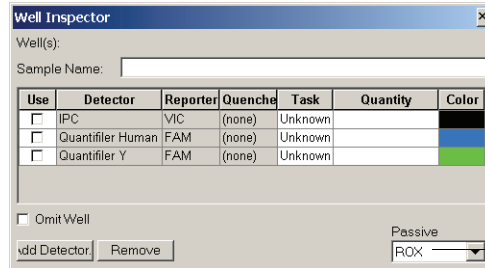 Well Inspector
Well(s):
Sample Name:
Use Detector Reporter Quenche Task Quantity Color
IPC VIC (none) Unknown
Quantifiler Human FAM (none) Unknown
Quantifiler Y FAM (none) Unknown
Omit Well
Passive
dd Detector. Remove ROX